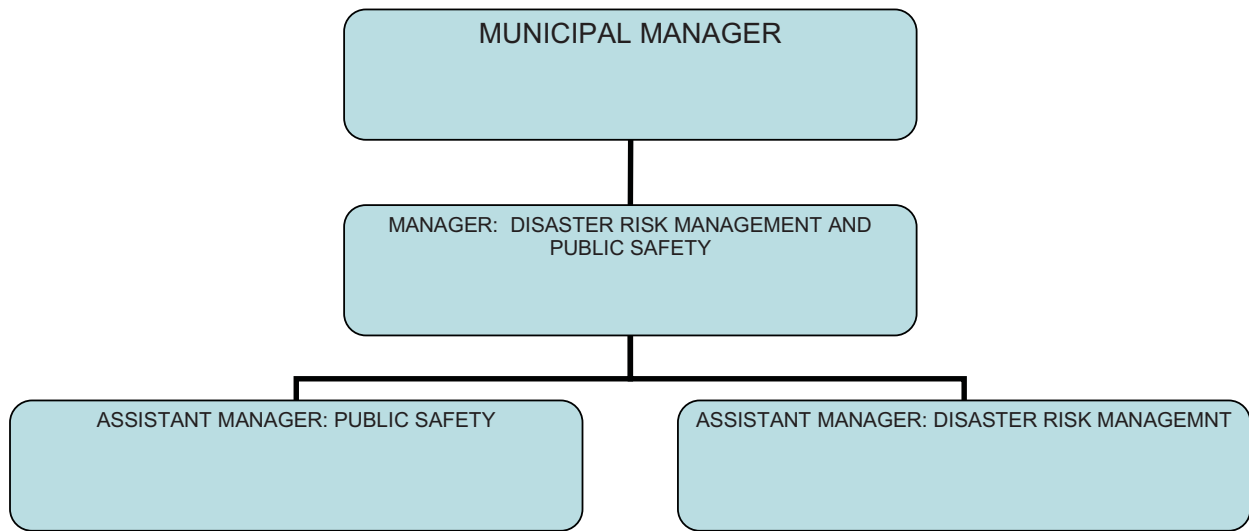 MUNICIPAL MANAGER
MANAGER:  DISASTER RISK MANAGEMENT AND
PUBLIC SAFETY
ASSISTANT MANAGER: PUBLIC SAFETY
ASSISTANT MANAGER: DISASTER RISK MANAGEMNT